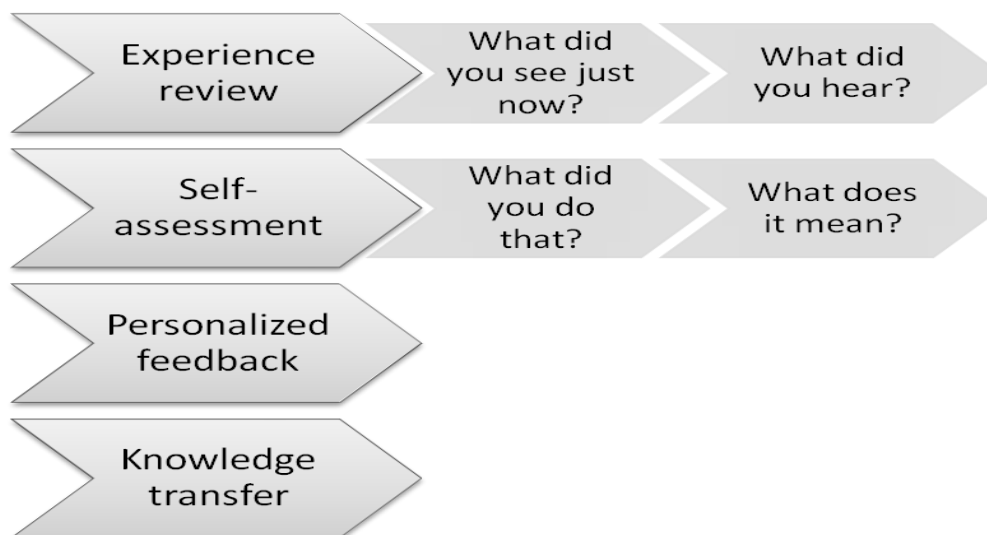 Experience
review
What did
you see just
now?
What did
you hear?
Self-
assessment
What did
you do
that?
What does
it mean?
Personalized
feedback
Knowledge
transfer